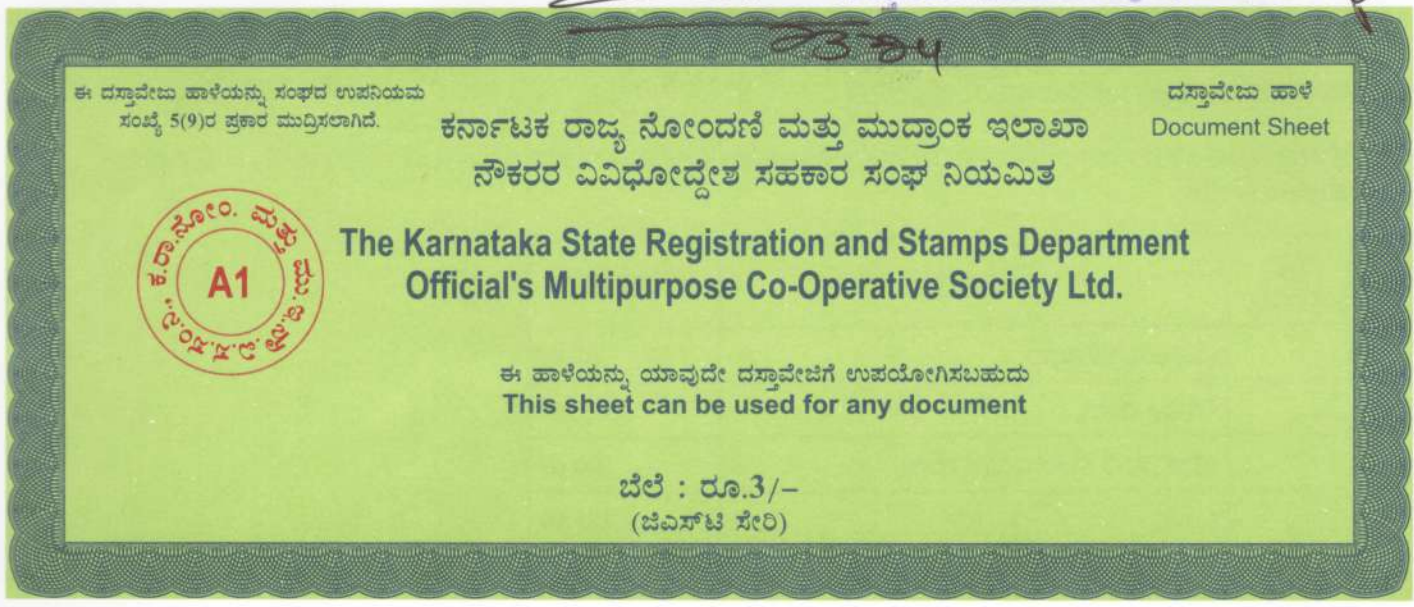 ಈ ದಸ್ತಾವೇಜು ಹಾಳೆಯನ್ನು ಸಂಘದ ಉಪನಿಯಮ
ಸಂಖ್ಯೆ 5(9)ರ ಪ್ರಕಾರ ಮುದ್ರಿಸಲಾಗಿದೆ.
ದಸ್ತಾವೇಜು ಹಾಳೆ
Document Sheet
ಕರ್ನಾಟಕ ರಾಜ್ಯ ನೋಂದಣಿ ಮತ್ತು ಮುದ್ರಾಂಕ ಇಲಾಖಾ
ನೌಕರರ ವಿವಿಧೋದ್ದೇಶ ಸಹಕಾರ ಸಂಘ ನಿಯಮಿತ
ಕ.ರಾ.ನೋಂ. ಮತ್ತು ಮು.ಇ.ನೌ.ವಿ.ಸ.ಸಂ.ನಿ.,
A1
The Karnataka State Registration and Stamps Department
Official's Multipurpose Co-Operative Society Ltd.
ಈ ಹಾಳೆಯನ್ನು ಯಾವುದೇ ದಸ್ತಾವೇಜಿಗೆ ಉಪಯೋಗಿಸಬಹುದು
This sheet can be used for any document
ಬೆಲೆ : ರೂ.3/–
(ಜಿಎಸ್‌ಟಿ ಸೇರಿ)